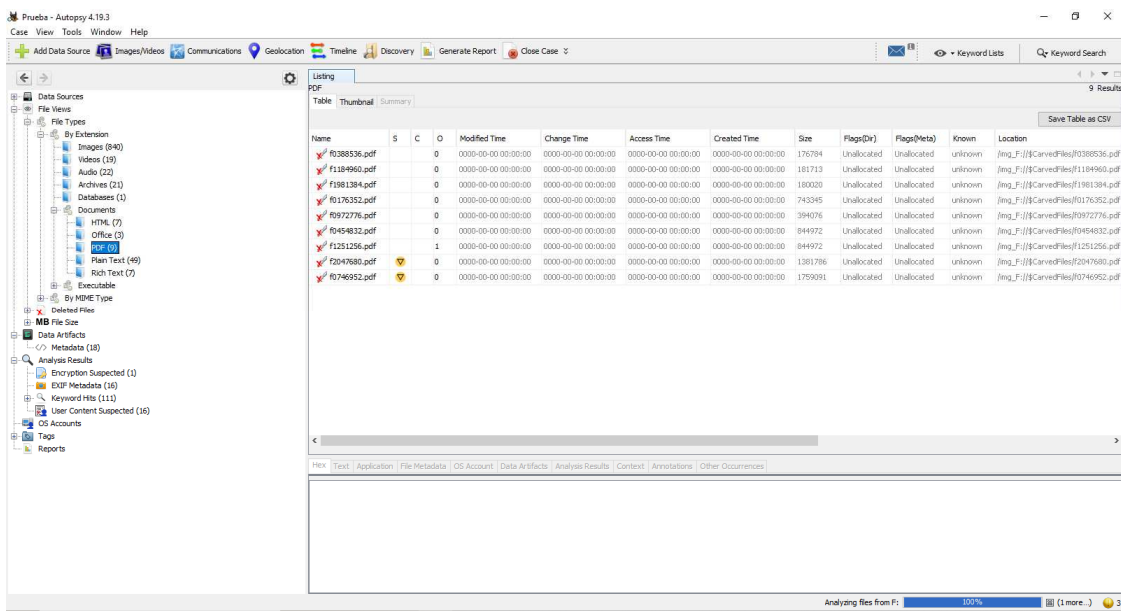 Prueba - Autopsy 4.19.3
Case View Tools Window Help
Add Data Source Images/Videos Communications Geolocation Timeline Discovery Generate Report Close Case Keyword Lists Keyword Search
Listing
PDF 9 Results
Table Thumbnail Summary
Save Table as CSV
Name S C O Modified Time Change Time Access Time Created Time Size Flags(Dir) Flags(Meta) Known Location
f0388536.pdf 0 0000-00-00 00:00:00 0000-00-00 00:00:00 0000-00-00 00:00:00 0000-00-00 00:00:00 176784 Unallocated Unallocated unknown /img_F://$CarvedFiles/f0388536.pdf
f1184960.pdf 0 0000-00-00 00:00:00 0000-00-00 00:00:00 0000-00-00 00:00:00 0000-00-00 00:00:00 181713 Unallocated Unallocated unknown /img_F://$CarvedFiles/f1184960.pdf
f1981384.pdf 0 0000-00-00 00:00:00 0000-00-00 00:00:00 0000-00-00 00:00:00 0000-00-00 00:00:00 180020 Unallocated Unallocated unknown /img_F://$CarvedFiles/f1981384.pdf
f0176352.pdf 0 0000-00-00 00:00:00 0000-00-00 00:00:00 0000-00-00 00:00:00 0000-00-00 00:00:00 743345 Unallocated Unallocated unknown /img_F://$CarvedFiles/f0176352.pdf
f0972776.pdf 0 0000-00-00 00:00:00 0000-00-00 00:00:00 0000-00-00 00:00:00 0000-00-00 00:00:00 394076 Unallocated Unallocated unknown /img_F://$CarvedFiles/f0972776.pdf
f0454832.pdf 0 0000-00-00 00:00:00 0000-00-00 00:00:00 0000-00-00 00:00:00 0000-00-00 00:00:00 844972 Unallocated Unallocated unknown /img_F://$CarvedFiles/f0454832.pdf
f1251256.pdf 1 0000-00-00 00:00:00 0000-00-00 00:00:00 0000-00-00 00:00:00 0000-00-00 00:00:00 844972 Unallocated Unallocated unknown /img_F://$CarvedFiles/f1251256.pdf
f2047680.pdf 0 0000-00-00 00:00:00 0000-00-00 00:00:00 0000-00-00 00:00:00 0000-00-00 00:00:00 1381786 Unallocated Unallocated unknown /img_F://$CarvedFiles/f2047680.pdf
f0746952.pdf 0 0000-00-00 00:00:00 0000-00-00 00:00:00 0000-00-00 00:00:00 0000-00-00 00:00:00 1759091 Unallocated Unallocated unknown /img_F://$CarvedFiles/f0746952.pdf
Data Sources
File Views
File Types
By Extension
Images (840)
Videos (19)
Audio (22)
Archives (21)
Databases (1)
Documents
HTML (7)
Office (3)
PDF (9)
Plain Text (49)
Rich Text (7)
Executable
By MIME Type
Deleted Files
MB File Size
Data Artifacts
Metadata (18)
Analysis Results
Encryption Suspected (1)
EXIF Metadata (16)
Keyword Hits (111)
User Content Suspected (16)
OS Accounts
Tags
Reports
Hex Text Application File Metadata OS Account Data Artifacts Analysis Results Context Annotations Other Occurrences
Analyzing files from F: 100% (1 more...) 3